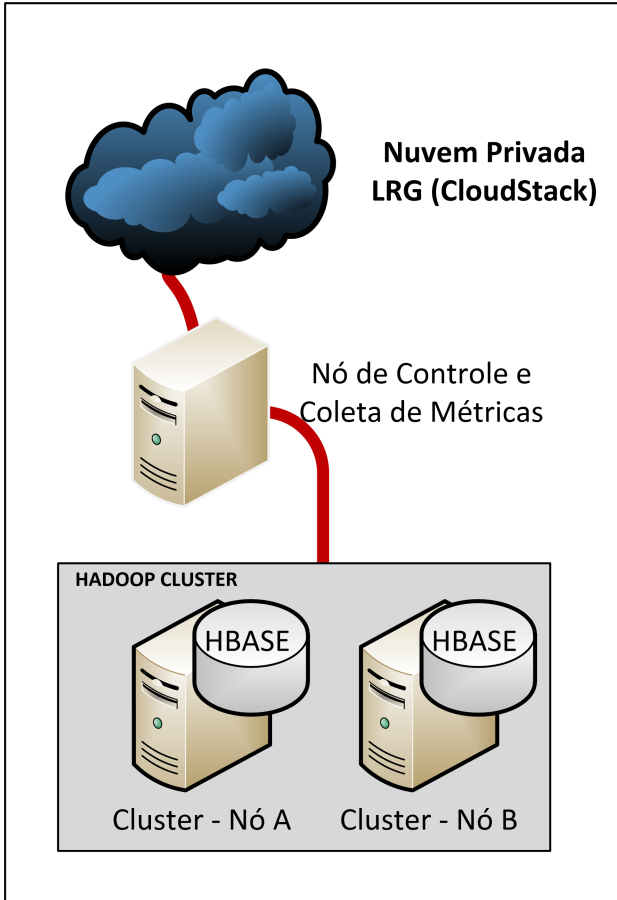 Nuvem Privada
LRG (CloudStack)
Nó de Controle e
Coleta de Métricas
HADOOP CLUSTER
HBASE
HBASE
Cluster - Nó A
Cluster - Nó B